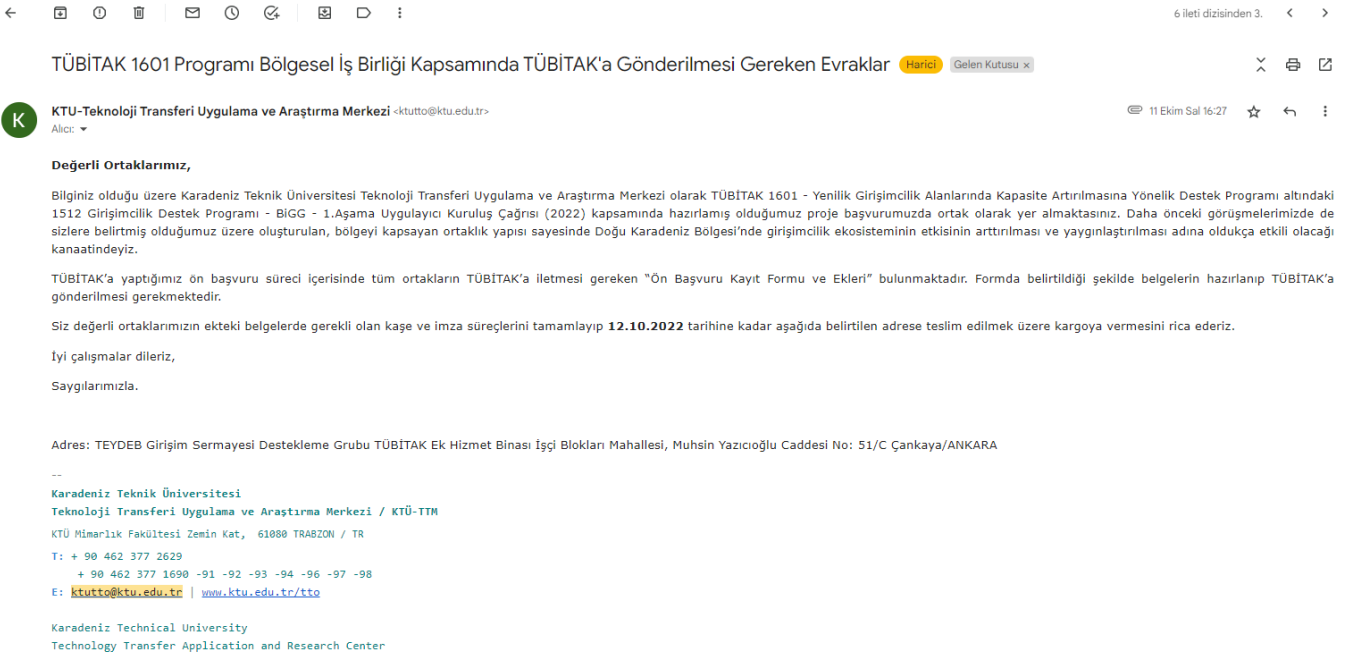 6 ileti dizisinden 3.
TÜBİTAK 1601 Programı Bölgesel İş Birliği Kapsamında TÜBİTAK'a Gönderilmesi Gereken Evraklar Harici Gelen Kutusu x
K
KTU-Teknoloji Transferi Uygulama ve Araştırma Merkezi <ktutto@ktu.edu.tr>
11 Ekim Sal 16:27
Alıcı:
Değerli Ortaklarımız,
Bilginiz olduğu üzere Karadeniz Teknik Üniversitesi Teknoloji Transferi Uygulama ve Araştırma Merkezi olarak TÜBİTAK 1601 - Yenilik Girişimcilik Alanlarında Kapasite Artırılmasına Yönelik Destek Programı altındaki
1512 Girişimcilik Destek Programı - BiGG - 1.Aşama Uygulayıcı Kuruluş Çağrısı (2022) kapsamında hazırlamış olduğumuz proje başvurumuzda ortak olarak yer almaktasınız. Daha önceki görüşmelerimizde de
sizlere belirtmiş olduğumuz üzere oluşturulan, bölgeyi kapsayan ortaklık yapısı sayesinde Doğu Karadeniz Bölgesi’nde girişimcilik ekosisteminin etkisinin arttırılması ve yaygınlaştırılması adına oldukça etkili olacağı
kanaatindeyiz.
TÜBİTAK’a yaptığımız ön başvuru süreci içerisinde tüm ortakların TÜBİTAK’a iletmesi gereken “Ön Başvuru Kayıt Formu ve Ekleri” bulunmaktadır. Formda belirtildiği şekilde belgelerin hazırlanıp TÜBİTAK’a
gönderilmesi gerekmektedir.
Siz değerli ortaklarımızın ekteki belgelerde gerekli olan kaşe ve imza süreçlerini tamamlayıp 12.10.2022 tarihine kadar aşağıda belirtilen adrese teslim edilmek üzere kargoya vermesini rica ederiz.
İyi çalışmalar dileriz,
Saygılarımızla.
Adres: TEYDEB Girişim Sermayesi Destekleme Grubu TÜBİTAK Ek Hizmet Binası İşçi Blokları Mahallesi, Muhsin Yazıcıoğlu Caddesi No: 51/C Çankaya/ANKARA
--
Karadeniz Teknik Üniversitesi
Teknoloji Transferi Uygulama ve Araştırma Merkezi / KTÜ-TTM
KTÜ Mimarlık Fakültesi Zemin Kat, 61080 TRABZON / TR
T: + 90 462 377 2629
+ 90 462 377 1690 -91 -92 -93 -94 -96 -97 -98
E: ktutto@ktu.edu.tr | www.ktu.edu.tr/tto
Karadeniz Technical University
Technology Transfer Application and Research Center